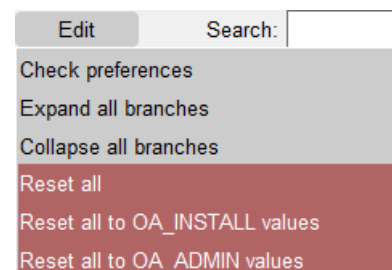 Edit Search:
Check preferences
Expand all branches
Collapse all branches
Reset all
Reset all to OA_INSTALL values
Reset all to OA_ADMIN values